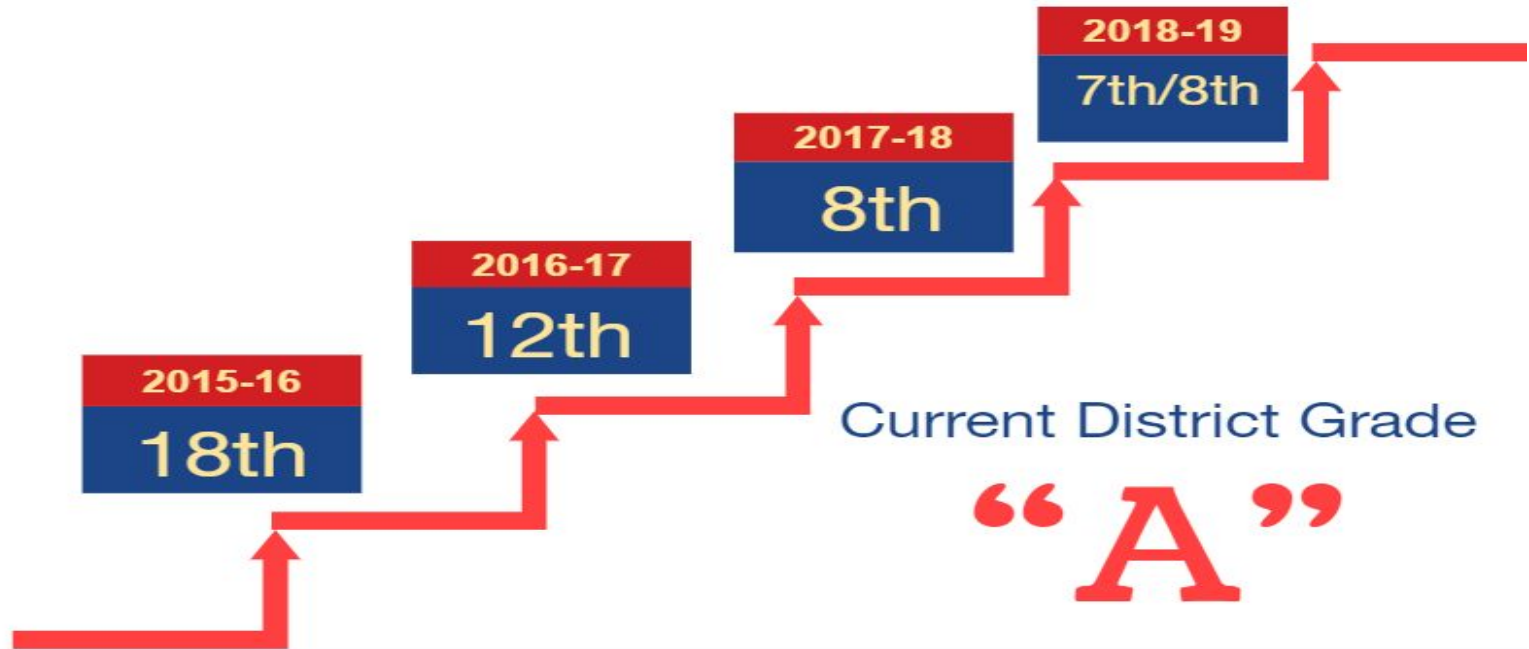 2018-19
7th/8th
2017-18
8th
2016-17
12th
2015-16
18th
Current District Grade
“A”